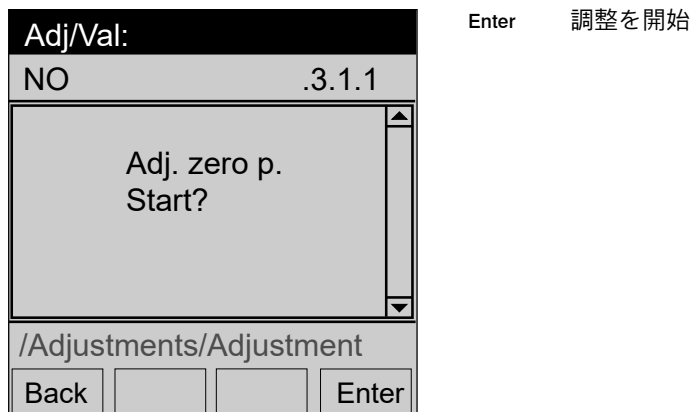 Adj/Val:
NO .3.1.1
Adj. zero p.
Start?
/Adjustments/Adjustment
Back Enter
Enter 調整を開始